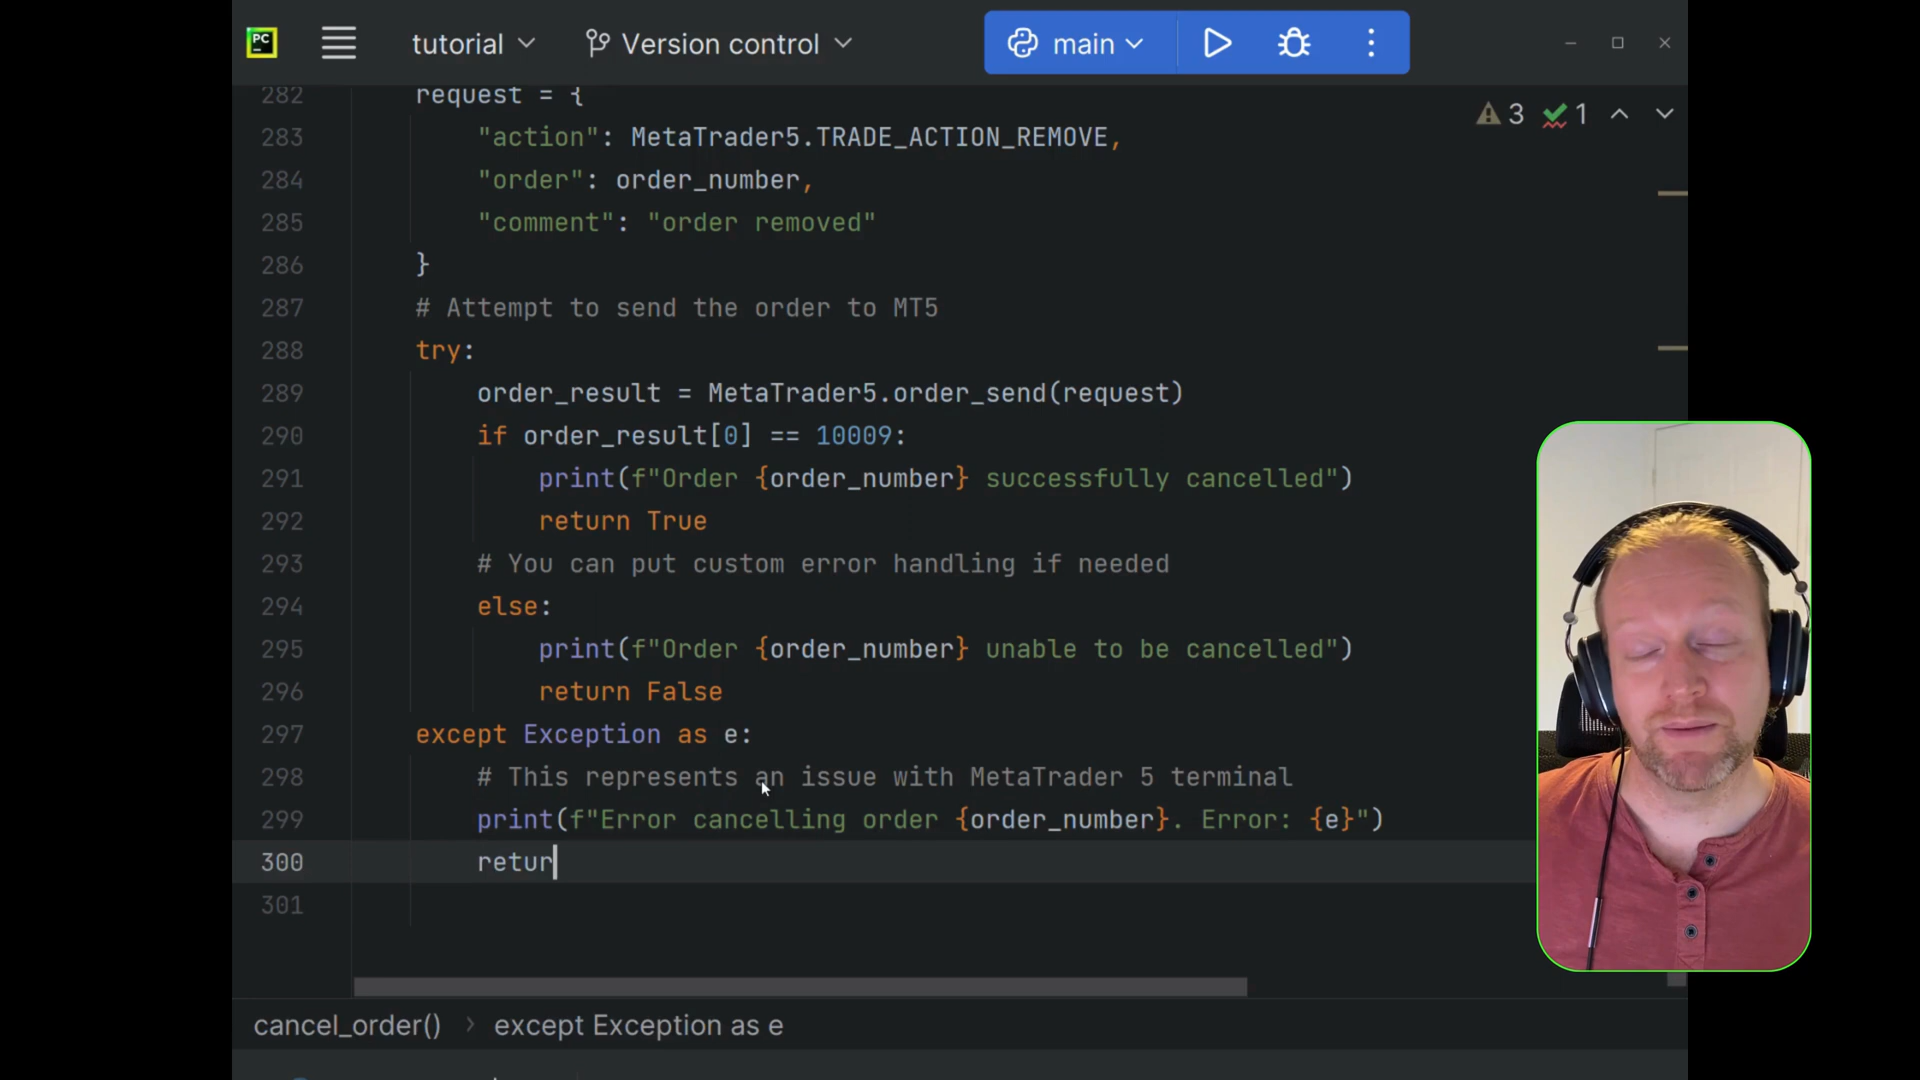 PC
tutorial
Version control
main
3
1
282 request = {
283 "action": MetaTrader5.TRADE_ACTION_REMOVE,
284 "order": order_number,
285 "comment": "order removed"
286 }
287 # Attempt to send the order to MT5
288 try:
289 order_result = MetaTrader5.order_send(request)
290 if order_result[0] == 10009:
291 print(f"Order {order_number} successfully cancelled")
292 return True
293 # You can put custom error handling if needed
294 else:
295 print(f"Order {order_number} unable to be cancelled")
296 return False
297 except Exception as e:
298 # This represents an issue with MetaTrader 5 terminal
299 print(f"Error cancelling order {order_number}. Error: {e}")
300 retur
301
cancel_order() › except Exception as e